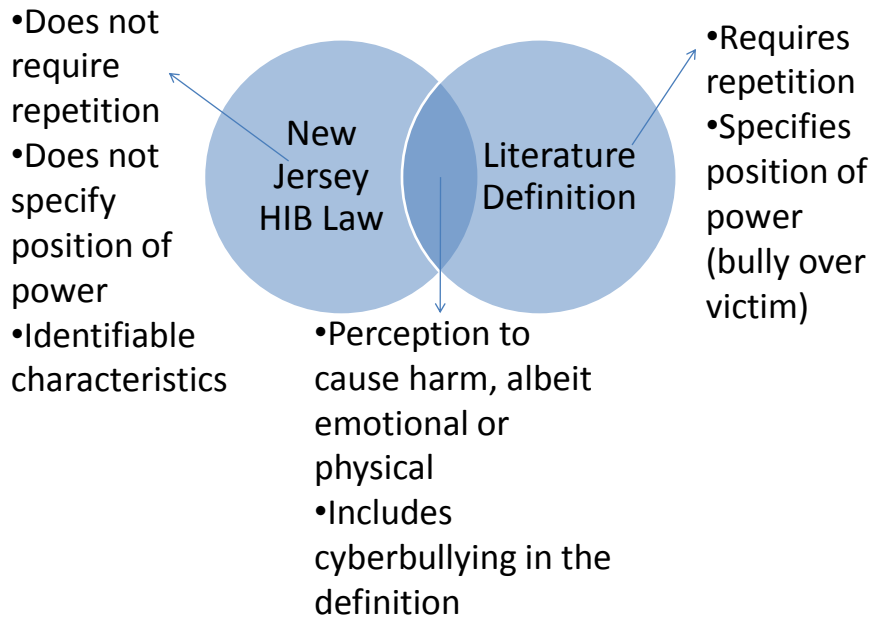 •Does not
require
repetition
•Does not
specify
position of
power
•Identifiable
characteristics
New
Jersey
HIB Law
Literature
Definition
•Requires
repetition
•Specifies
position of
power
(bully over
victim)
•Perception to
cause harm, albeit
emotional or
physical
•Includes
cyberbullying in the
definition